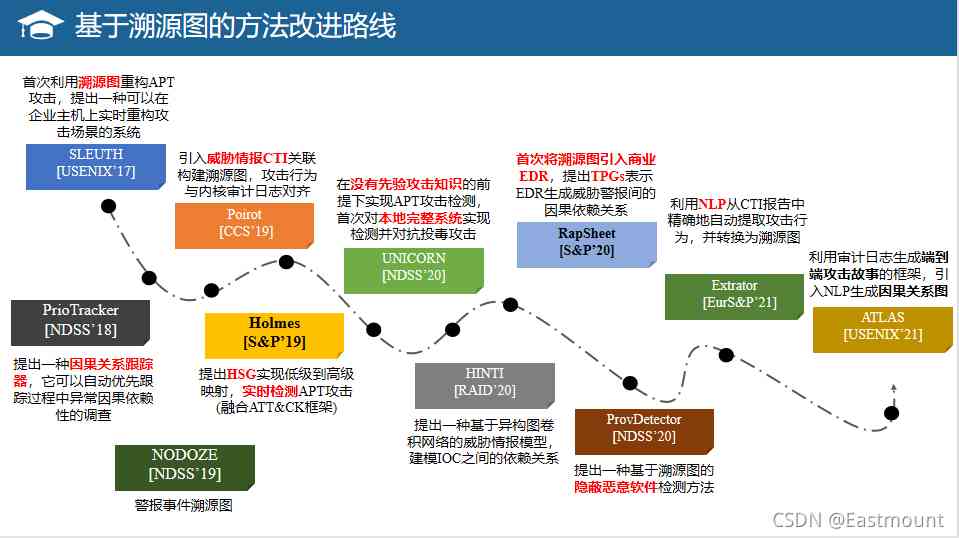 基于溯源图的方法改进路线
首次利用溯源图重构APT
攻击，提出一种可以在
企业主机上实时重构攻
击场景的系统
SLEUTH
[USENIX’17]
PrioTracker
[NDSS’18]
提出一种因果关系跟踪
器，它可以自动优先跟
踪过程中异常因果依赖
性的调查
NODOZE
[NDSS’19]
警报事件溯源图
引入威胁情报CTI关联
构建溯源图，攻击行为
与内核审计日志对齐
Poirot
[CCS’19]
Holmes
[S&P’19]
提出HSG实现低级到高级
映射，实时检测APT攻击
(融合ATT&CK框架)
在没有先验攻击知识的前
提下实现APT攻击检测，
首次对本地完整系统实现
检测并对抗投毒攻击
UNICORN
[NDSS’20]
HINTI
[RAID’20]
提出一种基于异构图卷
积网络的威胁情报模型，
建模IOC之间的依赖关系
首次将溯源图引入商业
EDR，提出TPGs表示
EDR生成威胁警报间的
因果依赖关系
RapSheet
[S&P’20]
ProvDetector
[NDSS’20]
提出一种基于溯源图的
隐蔽恶意软件检测方法
利用NLP从CTI报告中
精确地自动提取攻击行
为，并转换为溯源图
Extrator
[EurS&P’21]
利用审计日志生成端到
端攻击故事的框架，引
入NLP生成因果关系图
ATLAS
[USENIX’21]
CSDN @Eastmount